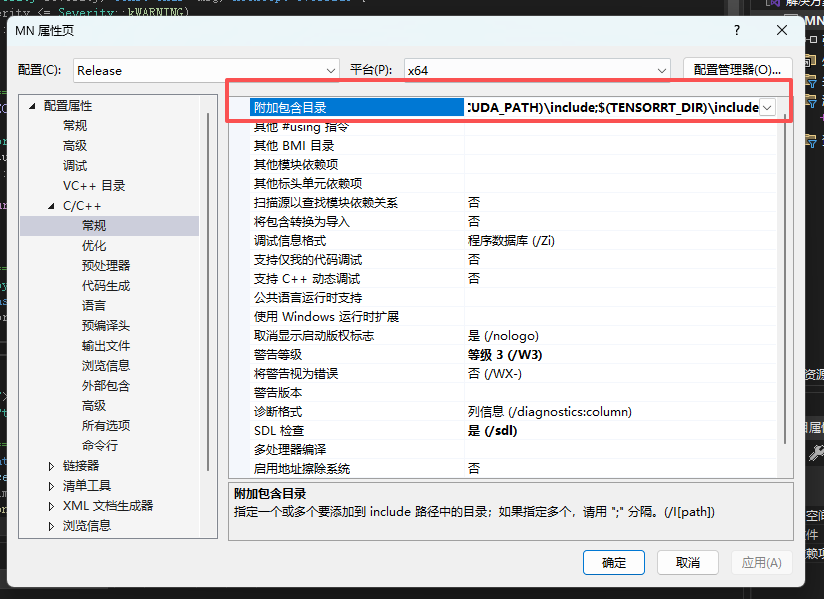 Severity::kWARNING)
MN 属性页
?
配置(C):
Release
平台(P):
x64
配置管理器(O)...
配置属性
常规
高级
调试
VC++ 目录
C/C++
常规
优化
预处理器
代码生成
语言
预编译头
输出文件
浏览信息
外部包含
高级
所有选项
命令行
链接器
清单工具
XML 文档生成器
浏览信息
附加包含目录 CUDA_PATH)\include;$(TENSORRT_DIR)\include
其他 #using 指令
其他 BMI 目录
其他模块依赖项
其他标头单元依赖项
扫描源以查找模块依赖关系 否
将包含转换为导入 否
调试信息格式 程序数据库 (/Zi)
支持仅我的代码调试 否
支持 C++ 动态调试 否
公共语言运行时支持
使用 Windows 运行时扩展
取消显示启动版权标志 是 (/nologo)
警告等级 等级 3 (/W3)
将警告视为错误 否 (/WX-)
警告版本
诊断格式 列信息 (/diagnostics:column)
SDL 检查 是 (/sdl)
多处理器编译
启用地址擦除系统 否
附加包含目录
指定一个或多个要添加到 include 路径中的目录；如果指定多个，请用 ";" 分隔。(/I[path])
确定
取消
应用(A)